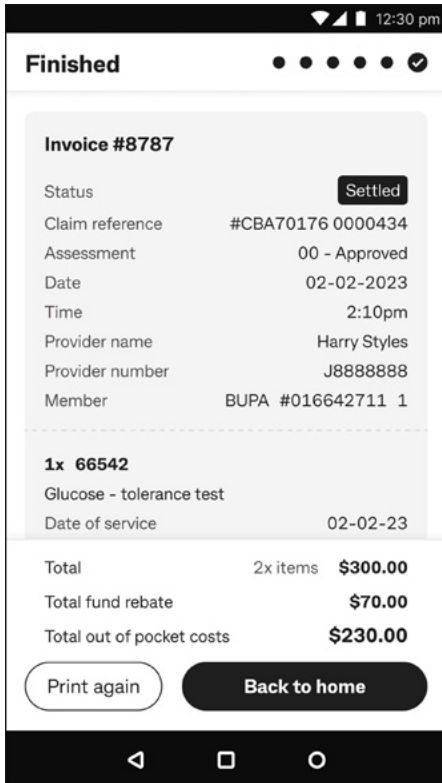 12:30 pm
Finished
Invoice #8787
Status Settled
Claim reference #CBA70176 0000434
Assessment 00 - Approved
Date 02-02-2023
Time 2:10pm
Provider name Harry Styles
Provider number J8888888
Member BUPA #016642711 1
1x 66542
Glucose - tolerance test
Date of service 02-02-23
Total 2x items $300.00
Total fund rebate $70.00
Total out of pocket costs $230.00
Print again Back to home